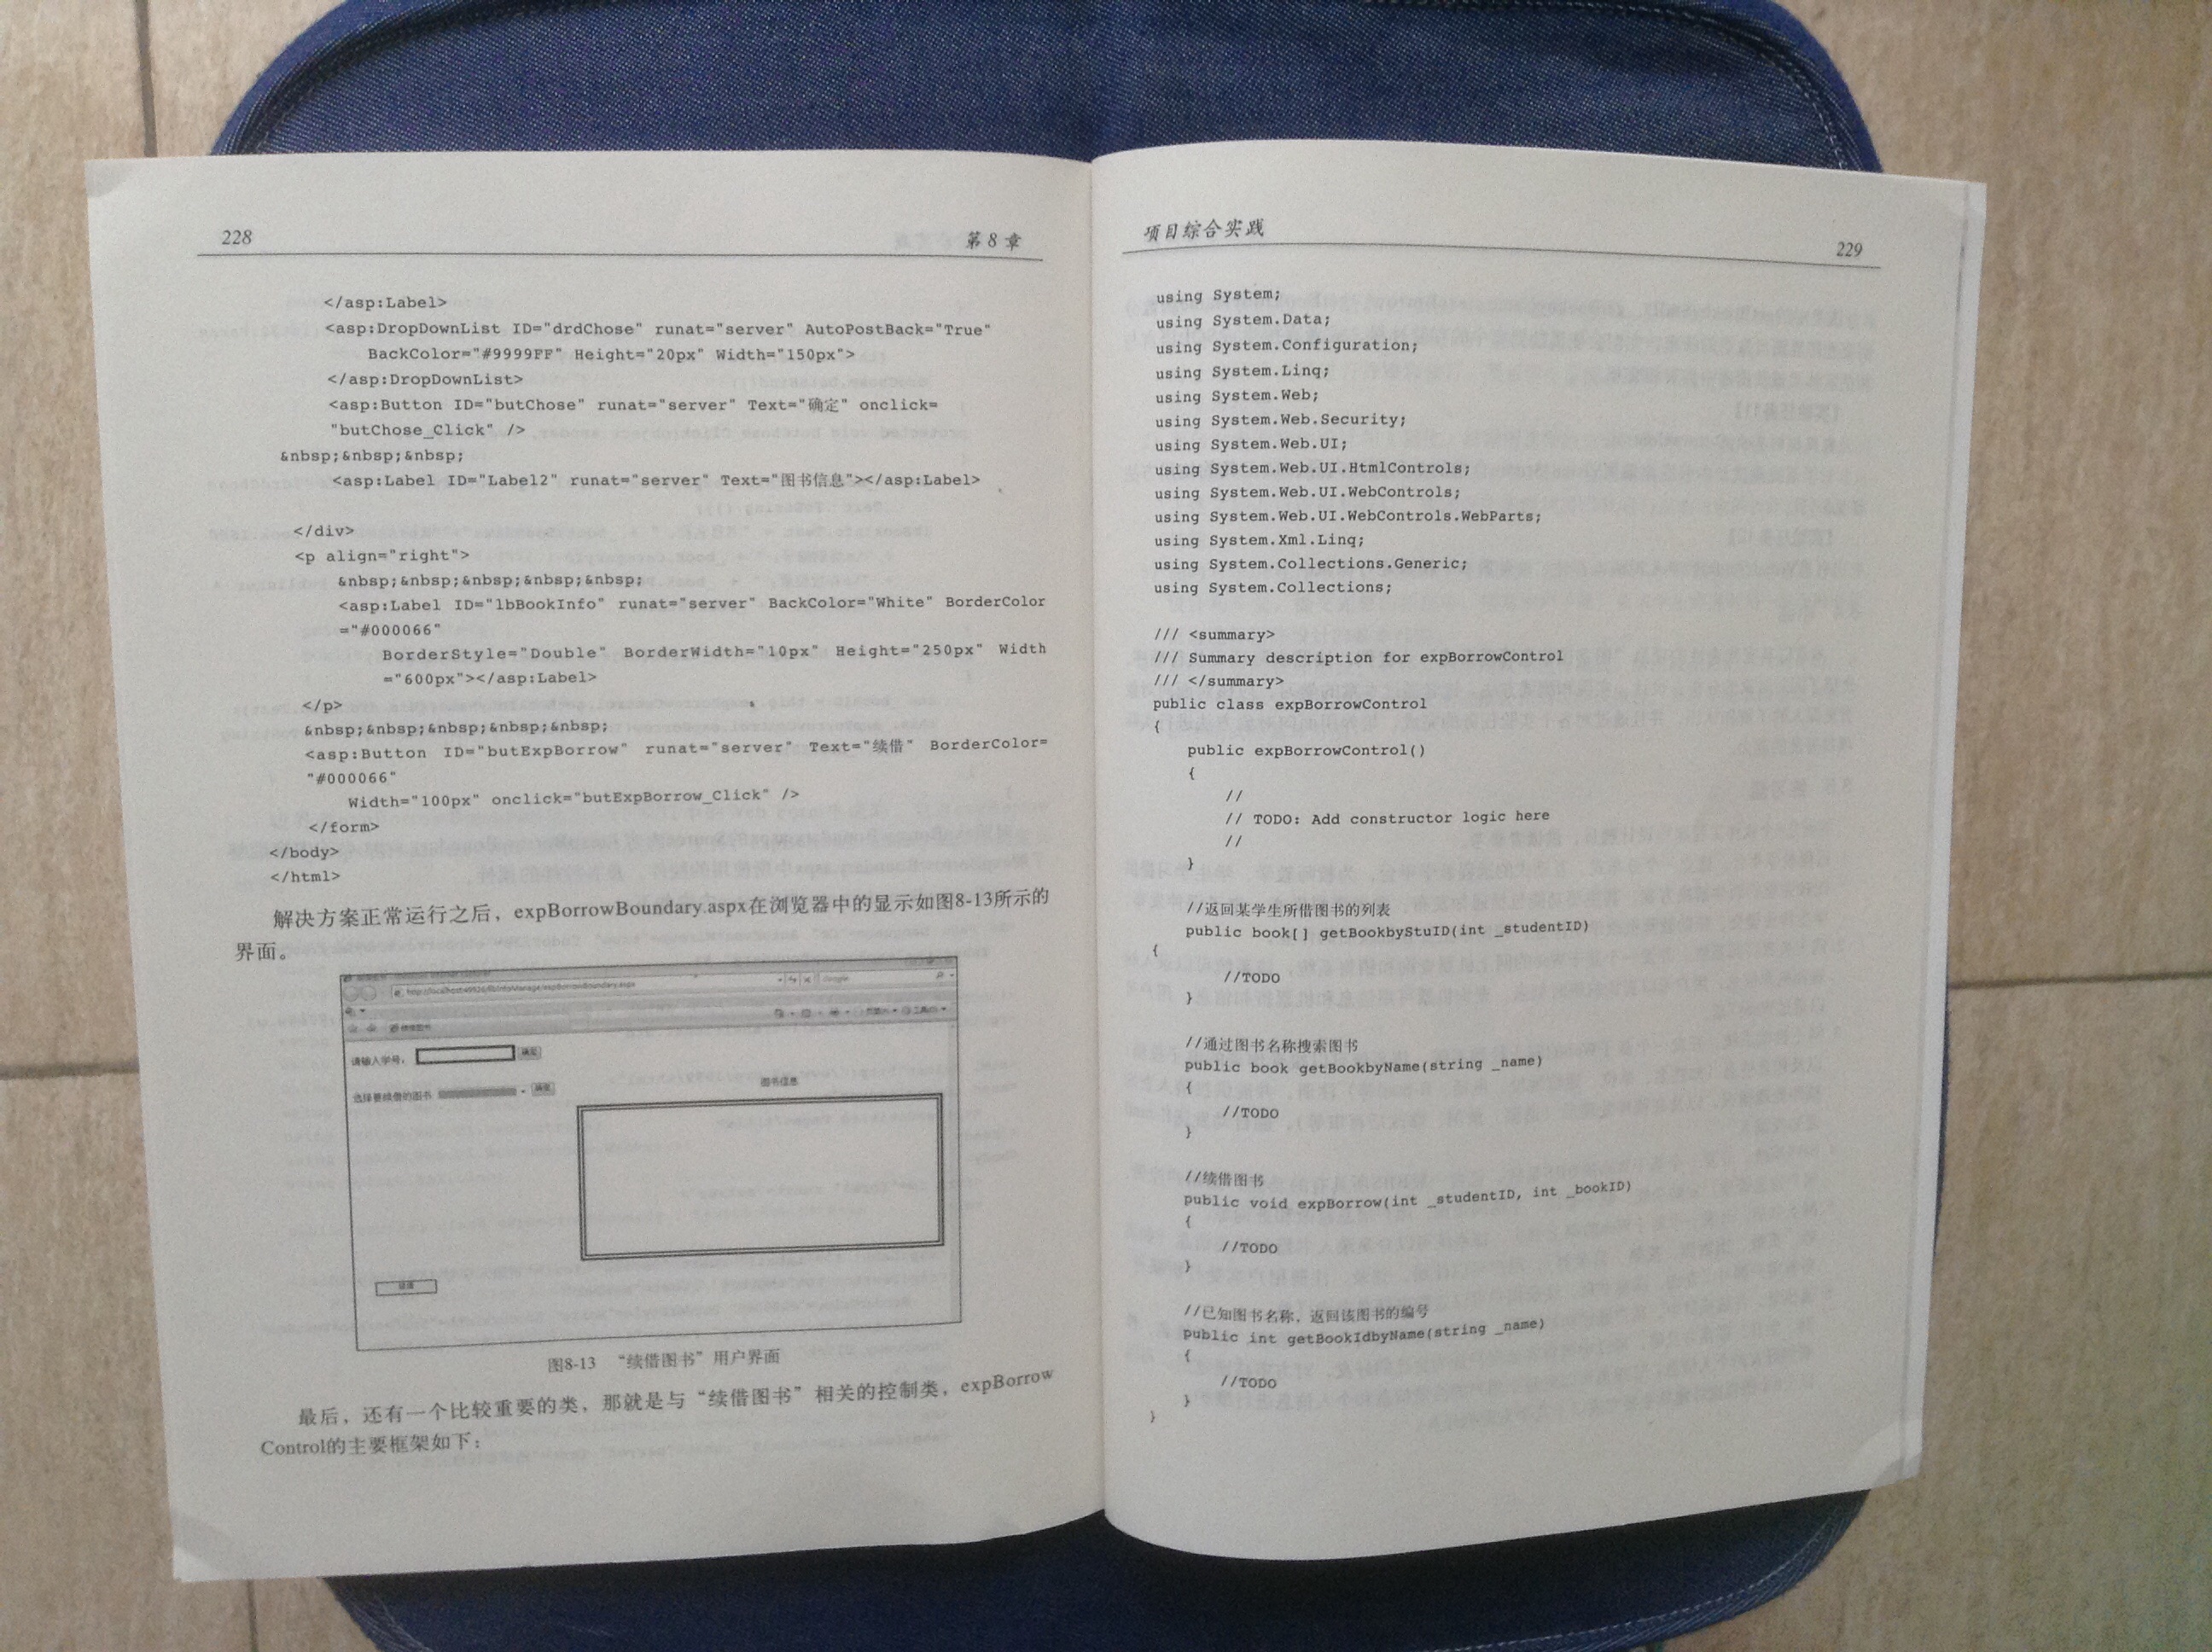 228
第8章
</asp:Label>
<asp:DropDownList ID="drdChose" runat="server" AutoPostBack="True"
BackColor="#9999FF" Height="20px" Width="150px">
</asp:DropDownList>
<asp:Button ID="butChose" runat="server" Text="确定" onclick=
"butChose_Click" />
&nbsp;&nbsp;&nbsp;
<asp:Label ID="Label2" runat="server" Text="图书信息"></asp:Label>
</div>
<p align="right">
&nbsp;&nbsp;&nbsp;&nbsp;&nbsp;
<asp:Label ID="lbBookInfo" runat="server" BackColor="White" BorderColor
="#000066"
BorderStyle="Double" BorderWidth="10px" Height="250px" Width
="600px"></asp:Label>
</p>
&nbsp;&nbsp;&nbsp;&nbsp;&nbsp;
<asp:Button ID="butExpBorrow" runat="server" Text="续借" BorderColor=
"#000066"
Width="100px" onclick="butExpBorrow_Click" />
</form>
</body>
</html>
解决方案正常运行之后，expBorrowBoundary.aspx在浏览器中的显示如图8-13所示的
界面。
Google
请输入学号：
确定
图书信息
选择要续借的图书
确定
续借
图8-13 “续借图书”用户界面
最后，还有一个比较重要的类，那就是与“续借图书”相关的控制类，expBorrow
Control的主要框架如下：
项目综合实践
229
using System;
using System.Data;
using System.Configuration;
using System.Linq;
using System.Web;
using System.Web.Security;
using System.Web.UI;
using System.Web.UI.HtmlControls;
using System.Web.UI.WebControls;
using System.Web.UI.WebControls.WebParts;
using System.Xml.Linq;
using System.Collections.Generic;
using System.Collections;
/// <summary>
/// Summary description for expBorrowControl
/// </summary>
public class expBorrowControl
{
public expBorrowControl()
{
//
// TODO: Add constructor logic here
//
}
//返回某学生所借图书的列表
public book[] getBookbyStuID(int _studentID)
{
//TODO
}
//通过图书名称搜索图书
public book getBookbyName(string _name)
{
//TODO
}
//续借图书
public void expBorrow(int _studentID, int _bookID)
{
//TODO
}
//已知图书名称，返回该图书的编号
public int getBookIdbyName(string _name)
{
//TODO
}
}